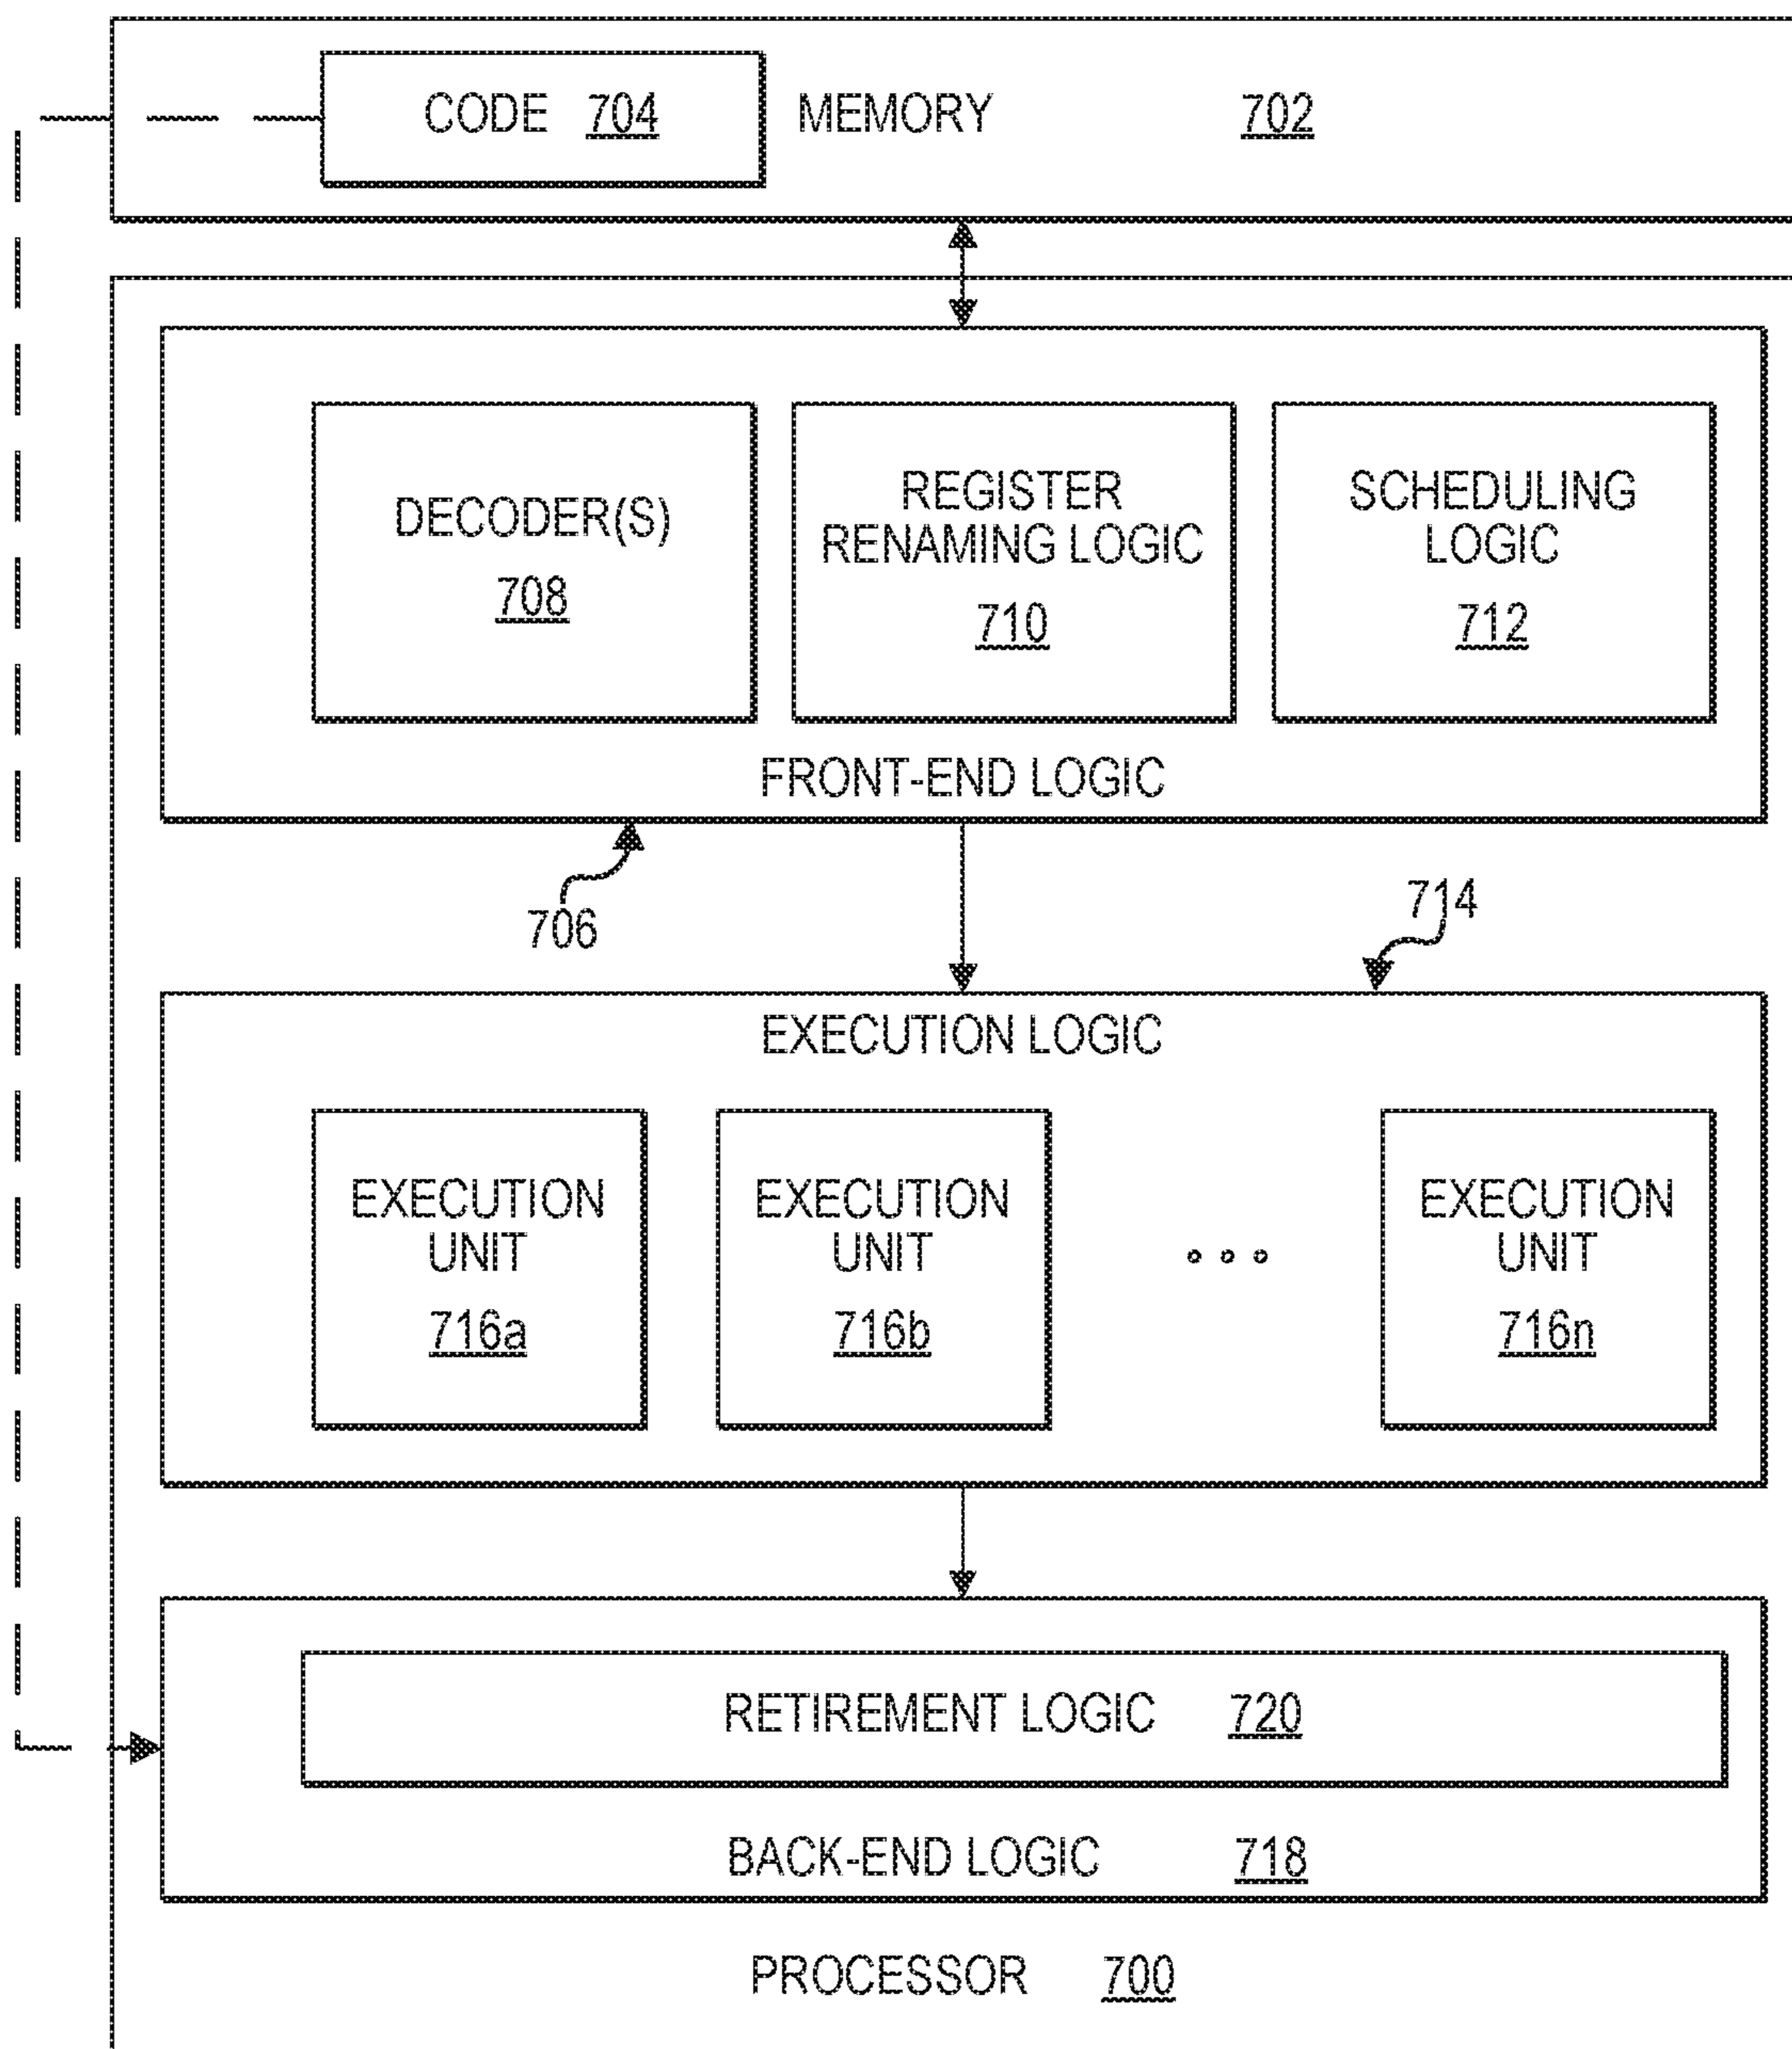 CODE 704 MEMORY 702
DECODER(S)
708
REGISTER
RENAMING LOGIC
710
SCHEDULING
LOGIC
712
FRONT-END LOGIC
706
714
EXECUTION LOGIC
EXECUTION
UNIT
716a
EXECUTION
UNIT
716b
EXECUTION
UNIT
716n
RETIREMENT LOGIC 720
BACK-END LOGIC 718
PROCESSOR 700